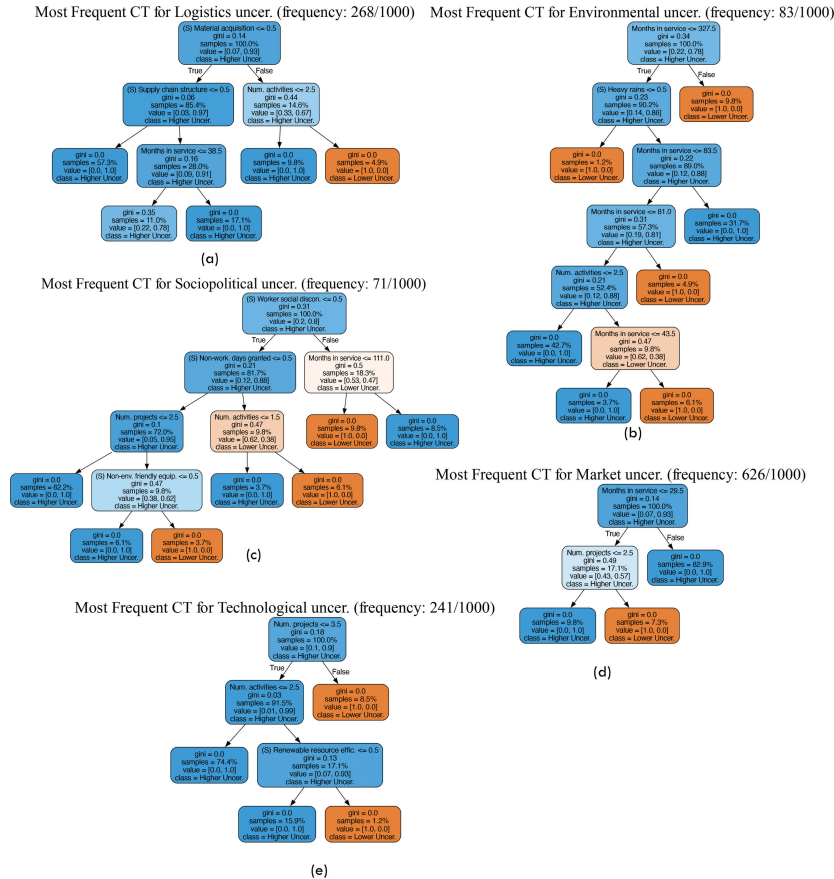 Most Frequent CT for Logistics uncer. (frequency: 268/1000)
(S) Material acquisition <= 0.5
gini = 0.14
samples = 100.0%
value = [0.07, 0.93]
class = Higher Uncer.
True
False
(S) Supply chain structure <= 0.5
gini = 0.06
samples = 85.4%
value = [0.03, 0.97]
class = Higher Uncer.
Num. activities <= 2.5
gini = 0.44
samples = 14.6%
value = [0.33, 0.67]
class = Higher Uncer.
gini = 0.0
samples = 57.3%
value = [0.0, 1.0]
class = Higher Uncer.
Months in service <= 38.5
gini = 0.16
samples = 28.0%
value = [0.09, 0.91]
class = Higher Uncer.
gini = 0.0
samples = 9.8%
value = [0.0, 1.0]
class = Higher Uncer.
gini = 0.0
samples = 4.9%
value = [1.0, 0.0]
class = Lower Uncer.
gini = 0.35
samples = 11.0%
value = [0.22, 0.78]
class = Higher Uncer.
gini = 0.0
samples = 17.1%
value = [0.0, 1.0]
class = Higher Uncer.
(a)
Most Frequent CT for Environmental uncer. (frequency: 83/1000)
Months in service <= 327.5
gini = 0.34
samples = 100.0%
value = [0.22, 0.78]
class = Higher Uncer.
True
False
(S) Heavy rains <= 0.5
gini = 0.23
samples = 90.2%
value = [0.14, 0.86]
class = Higher Uncer.
gini = 0.0
samples = 9.8%
value = [1.0, 0.0]
class = Lower Uncer.
gini = 0.0
samples = 1.2%
value = [1.0, 0.0]
class = Lower Uncer.
Months in service <= 83.5
gini = 0.22
samples = 89.0%
value = [0.12, 0.88]
class = Higher Uncer.
Months in service <= 81.0
gini = 0.31
samples = 57.3%
value = [0.19, 0.81]
class = Higher Uncer.
gini = 0.0
samples = 31.7%
value = [0.0, 1.0]
class = Higher Uncer.
Num. activities <= 2.5
gini = 0.21
samples = 52.4%
value = [0.12, 0.88]
class = Higher Uncer.
gini = 0.0
samples = 4.9%
value = [1.0, 0.0]
class = Lower Uncer.
gini = 0.0
samples = 42.7%
value = [0.0, 1.0]
class = Higher Uncer.
Months in service <= 43.5
gini = 0.47
samples = 9.8%
value = [0.62, 0.38]
class = Lower Uncer.
gini = 0.0
samples = 3.7%
value = [0.0, 1.0]
class = Higher Uncer.
gini = 0.0
samples = 6.1%
value = [1.0, 0.0]
class = Lower Uncer.
(b)
Most Frequent CT for Sociopolitical uncer. (frequency: 71/1000)
(S) Worker social discon. <= 0.5
gini = 0.31
samples = 100.0%
value = [0.2, 0.8]
class = Higher Uncer.
True
False
(S) Non-work. days granted <= 0.5
gini = 0.21
samples = 81.7%
value = [0.12, 0.88]
class = Higher Uncer.
Months in service <= 111.0
gini = 0.5
samples = 18.3%
value = [0.53, 0.47]
class = Lower Uncer.
Num. projects <= 2.5
gini = 0.1
samples = 72.0%
value = [0.05, 0.95]
class = Higher Uncer.
Num. activities <= 1.5
gini = 0.47
samples = 9.8%
value = [0.62, 0.38]
class = Lower Uncer.
gini = 0.0
samples = 9.8%
value = [1.0, 0.0]
class = Lower Uncer.
gini = 0.0
samples = 8.5%
value = [0.0, 1.0]
class = Higher Uncer.
gini = 0.0
samples = 62.2%
value = [0.0, 1.0]
class = Higher Uncer.
(S) Non-env. friendly equip. <= 0.5
gini = 0.47
samples = 9.8%
value = [0.38, 0.62]
class = Higher Uncer.
gini = 0.0
samples = 3.7%
value = [0.0, 1.0]
class = Higher Uncer.
gini = 0.0
samples = 6.1%
value = [1.0, 0.0]
class = Lower Uncer.
gini = 0.0
samples = 6.1%
value = [0.0, 1.0]
class = Higher Uncer.
gini = 0.0
samples = 3.7%
value = [1.0, 0.0]
class = Lower Uncer.
(c)
Most Frequent CT for Market uncer. (frequency: 626/1000)
Months in service <= 29.5
gini = 0.14
samples = 100.0%
value = [0.07, 0.93]
class = Higher Uncer.
True
False
Num. projects <= 2.5
gini = 0.49
samples = 17.1%
value = [0.43, 0.57]
class = Higher Uncer.
gini = 0.0
samples = 82.9%
value = [0.0, 1.0]
class = Higher Uncer.
gini = 0.0
samples = 9.8%
value = [0.0, 1.0]
class = Higher Uncer.
gini = 0.0
samples = 7.3%
value = [1.0, 0.0]
class = Lower Uncer.
(d)
Most Frequent CT for Technological uncer. (frequency: 241/1000)
Num. projects <= 3.5
gini = 0.18
samples = 100.0%
value = [0.1, 0.9]
class = Higher Uncer.
True
False
Num. activities <= 2.5
gini = 0.03
samples = 91.5%
value = [0.01, 0.99]
class = Higher Uncer.
gini = 0.0
samples = 8.5%
value = [1.0, 0.0]
class = Lower Uncer.
gini = 0.0
samples = 74.4%
value = [0.0, 1.0]
class = Higher Uncer.
(S) Renewable resource effic. <= 0.5
gini = 0.13
samples = 17.1%
value = [0.07, 0.93]
class = Higher Uncer.
gini = 0.0
samples = 15.9%
value = [0.0, 1.0]
class = Higher Uncer.
gini = 0.0
samples = 1.2%
value = [1.0, 0.0]
class = Lower Uncer.
(e)